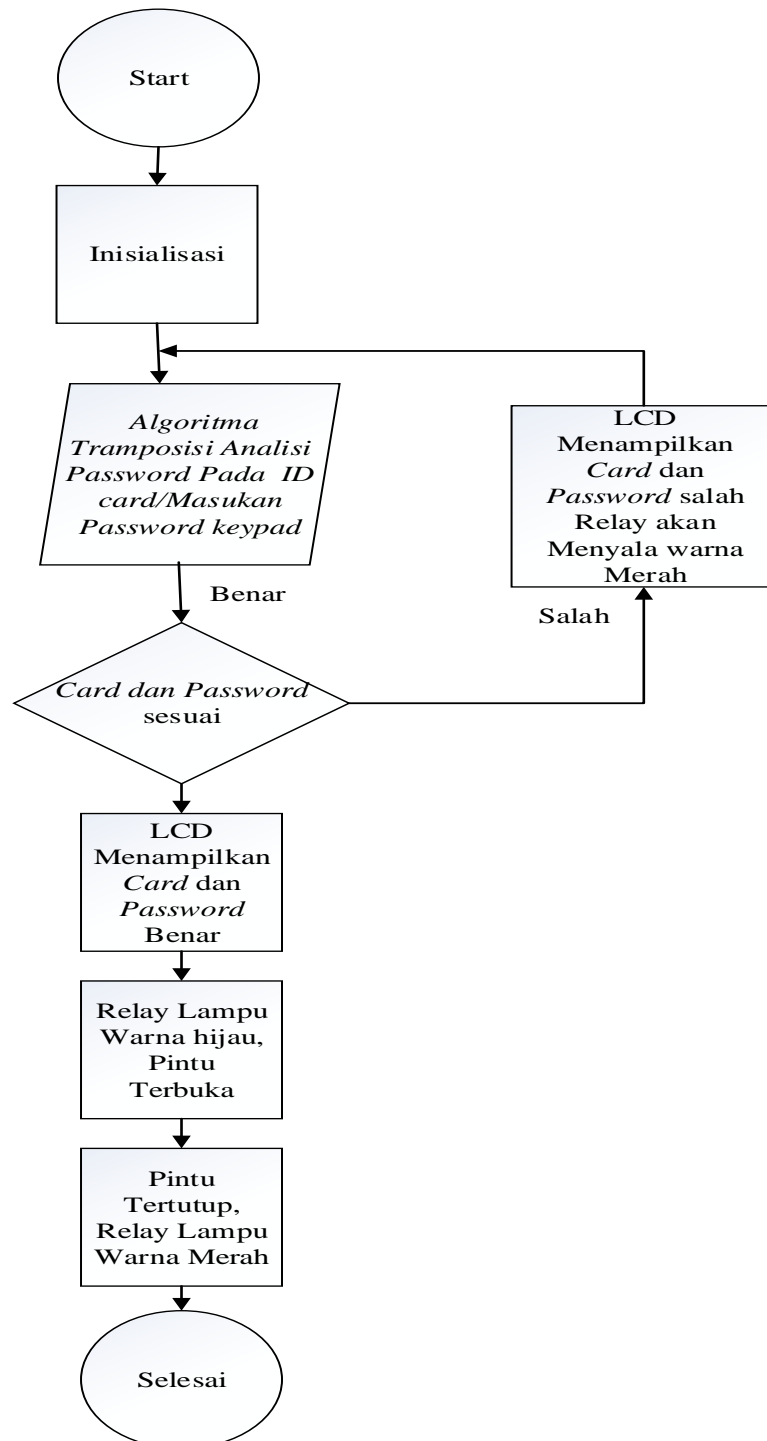 Start
Inisialisasi
Algoritma
Tramposisi Analisi
Password Pada ID
card/Masukan
Password keypad
Benar
Card dan Password
sesuai
Salah
LCD
Menampilkan
Card dan
Password salah
Relay akan
Menyala warna
Merah
LCD
Menampilkan
Card dan
Password
Benar
Relay Lampu
Warna hijau,
Pintu
Terbuka
Pintu
Tertutup,
Relay Lampu
Warna Merah
Selesai